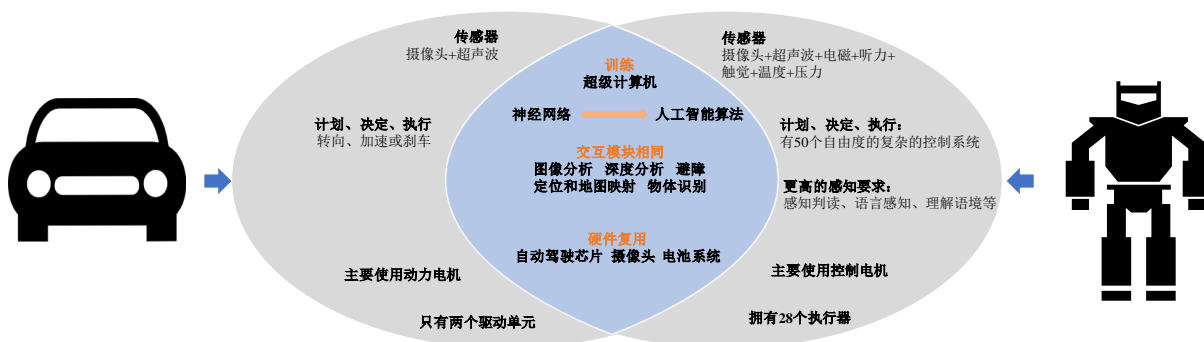 传感器
摄像头+超声波
计划、决定、执行
转向、加速或刹车
主要使用动力电机
只有两个驱动单元
训练
超级计算机
神经网络 人工智能算法
交互模块相同
图像分析 深度分析 避障
定位和地图映射 物体识别
硬件复用
自动驾驶芯片 摄像头 电池系统
传感器
摄像头+超声波+电磁+听力+
触觉+温度+压力
计划、决定、执行：
有50个自由度的复杂的控制系统
更高的感知要求：
感知判读、语言感知、理解语境等
主要使用控制电机
拥有28个执行器